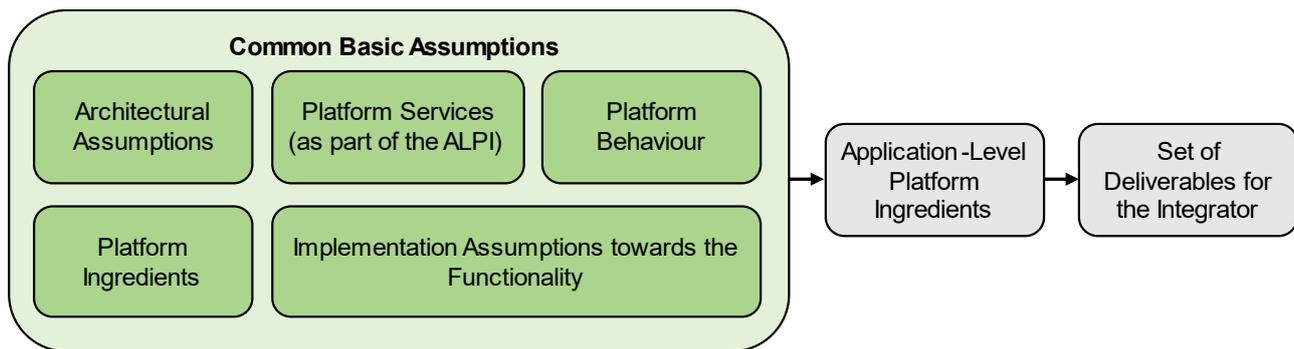 Common Basic Assumptions
Architectural
Assumptions
Platform Services
(as part of the ALPI)
Platform
Behaviour
Platform
Ingredients
Implementation Assumptions towards the
Functionality
Application-Level
Platform
Ingredients
Set of
Deliverables for
the Integrator